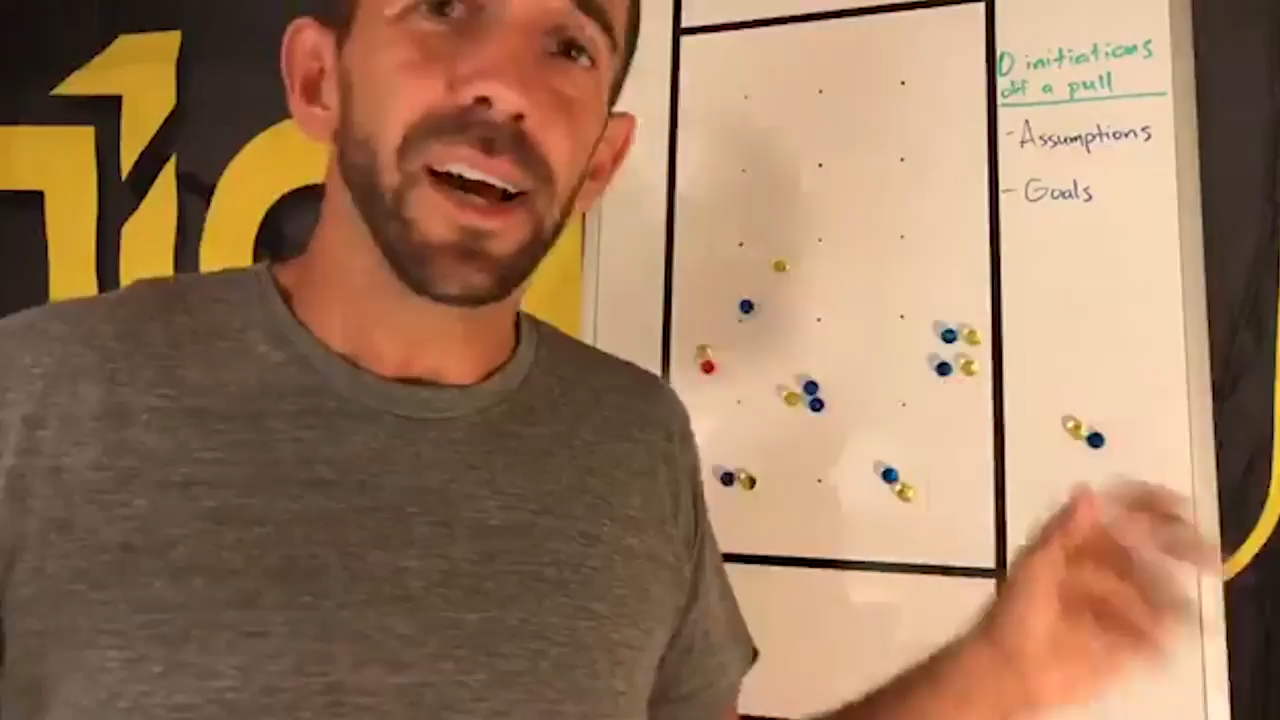 O initiations
off a pull
- Assumptions
- Goals